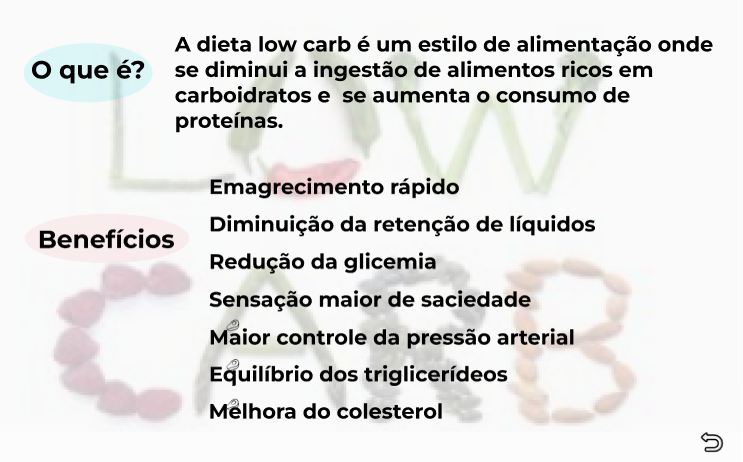 O que é?
A dieta low carb é um estilo de alimentação onde
se diminui a ingestão de alimentos ricos em
carboidratos e  se aumenta o consumo de
proteínas.
LOW
Benefícios
Emagrecimento rápido
Diminuição da retenção de líquidos
Redução da glicemia
Sensação maior de saciedade
Maior controle da pressão arterial
Equilíbrio dos triglicerídeos
Melhora do colesterol
CARB